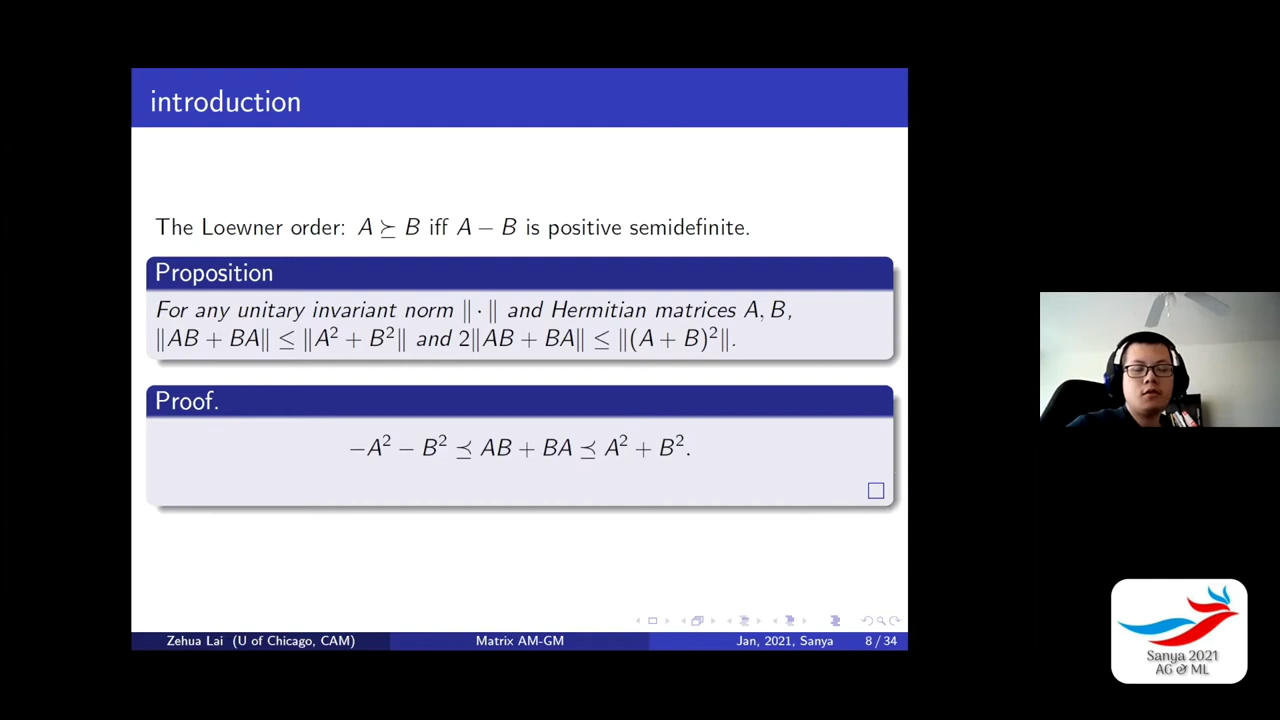 introduction
The Loewner order: A ⪰ B iff A − B is positive semidefinite.
Proposition
For any unitary invariant norm ‖ · ‖ and Hermitian matrices A, B,
‖AB + BA‖ ≤ ‖A² + B²‖ and 2‖AB + BA‖ ≤ ‖(A + B)²‖.
Proof.
−A² − B² ⪯ AB + BA ⪯ A² + B².
Zehua Lai (U of Chicago, CAM)
Matrix AM-GM
Jan, 2021, Sanya
8 / 34
Sanya 2021
AG & ML